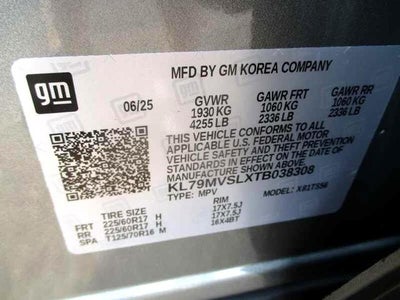 gm
MFD BY GM KOREA COMPANY
06/25 GVWR GAWR FRT GAWR RR
1930 KG 1060 KG 1060 KG
4255 LB 2336 LB 2336 LB
THIS VEHICLE CONFORMS TO ALL APPLICABLE
U.S. FEDERAL MOTOR
VEHICLE SAFETY AND THEFT PREVENTION
STANDARDS IN EFFECT ON THE DATE OF
MANUFACTURE SHOWN ABOVE.
KL79MVSLXTB038308
TYPE: MPV MODEL:
RIM
FRT 225/60R17 H 17X7.5J
RR 225/60R17 H 17X7.5J
SPA T125/70R16 M 16X4BT